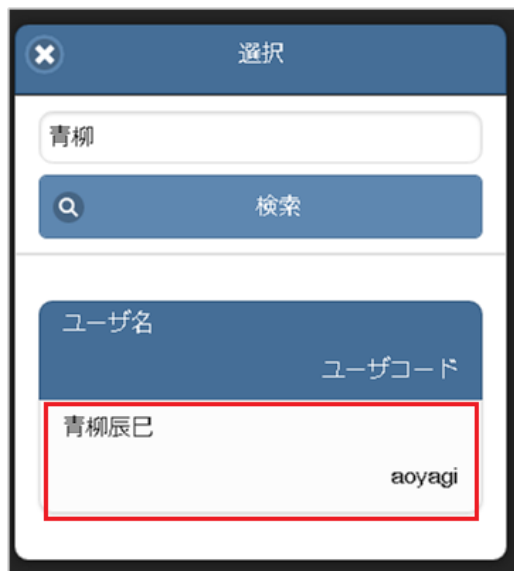 選択
青柳
検索
ユーザ名
ユーザコード
青柳辰巳
aoyagi